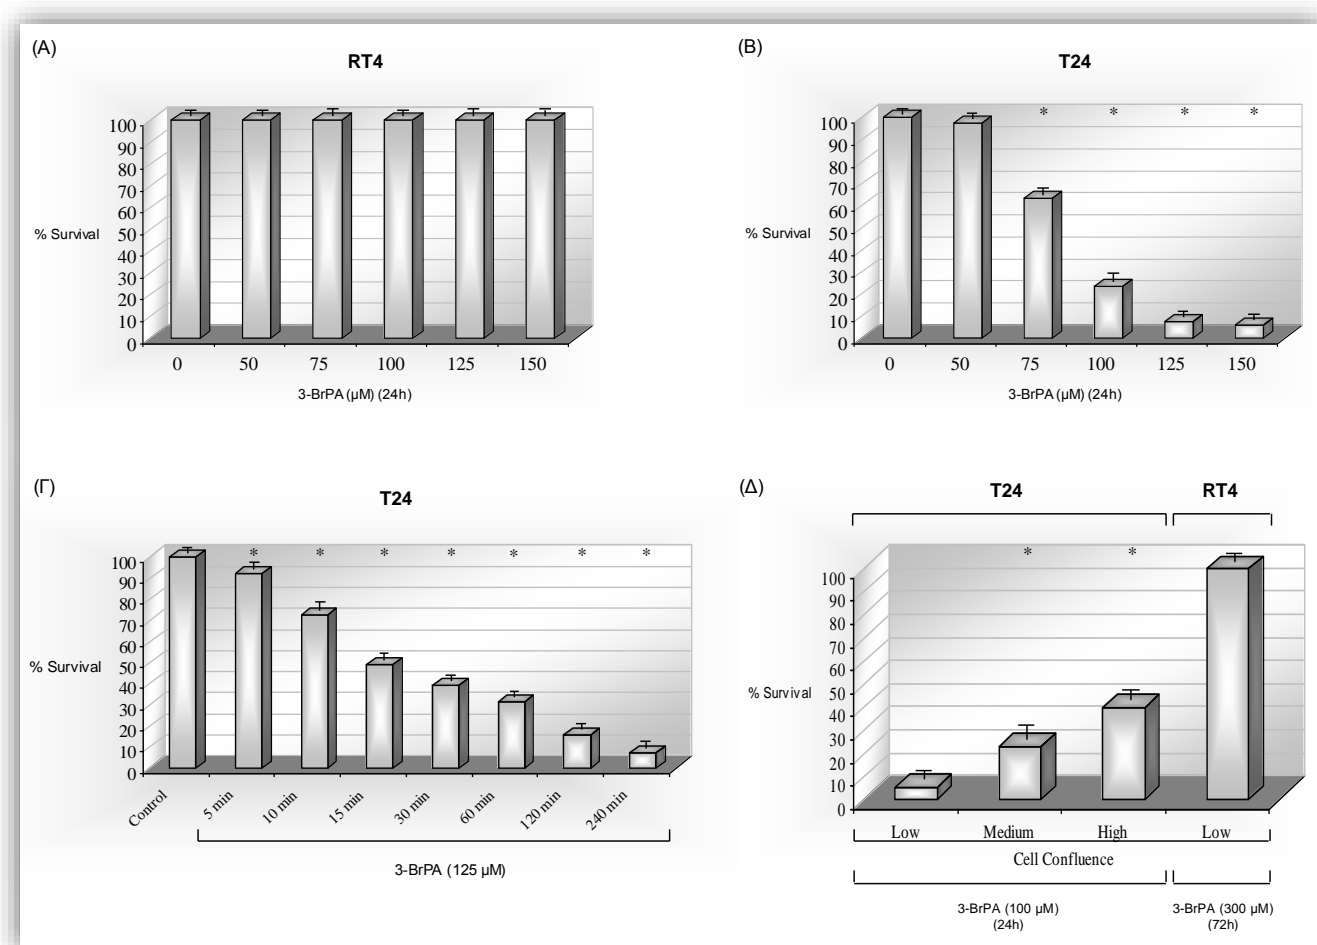 (Α)
RT4
100
90
80
70
60
50
40
30
20
10
0
% Survival
0 50 75 100 125 150
3-BrPA (µM) (24h)
(Β)
T24
* * * *
100
90
80
70
60
50
40
30
20
10
0
% Survival
0 50 75 100 125 150
3-BrPA (µM) (24h)
(Γ)
T24
* * * * * * *
100
90
80
70
60
50
40
30
20
10
0
% Survival
Control 5 min 10 min 15 min 30 min 60 min 120 min 240 min
3-BrPA (125 µM)
(Δ)
T24 RT4
* *
100
90
80
70
60
50
40
30
20
10
0
% Survival
Low Medium High Low
Cell Confluence
3-BrPA (100 µM) 3-BrPA (300 µM)
(24h) (72h)